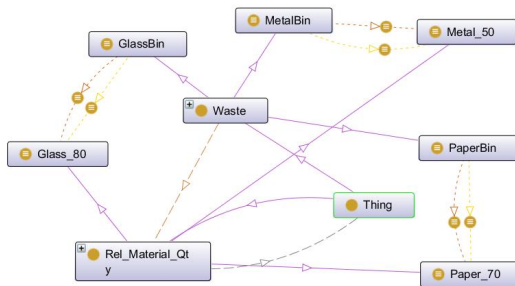 MetalBin
Metal_50
GlassBin
Waste
PaperBin
Glass_80
Thing
Rel_Material_Qt
y
Paper_70